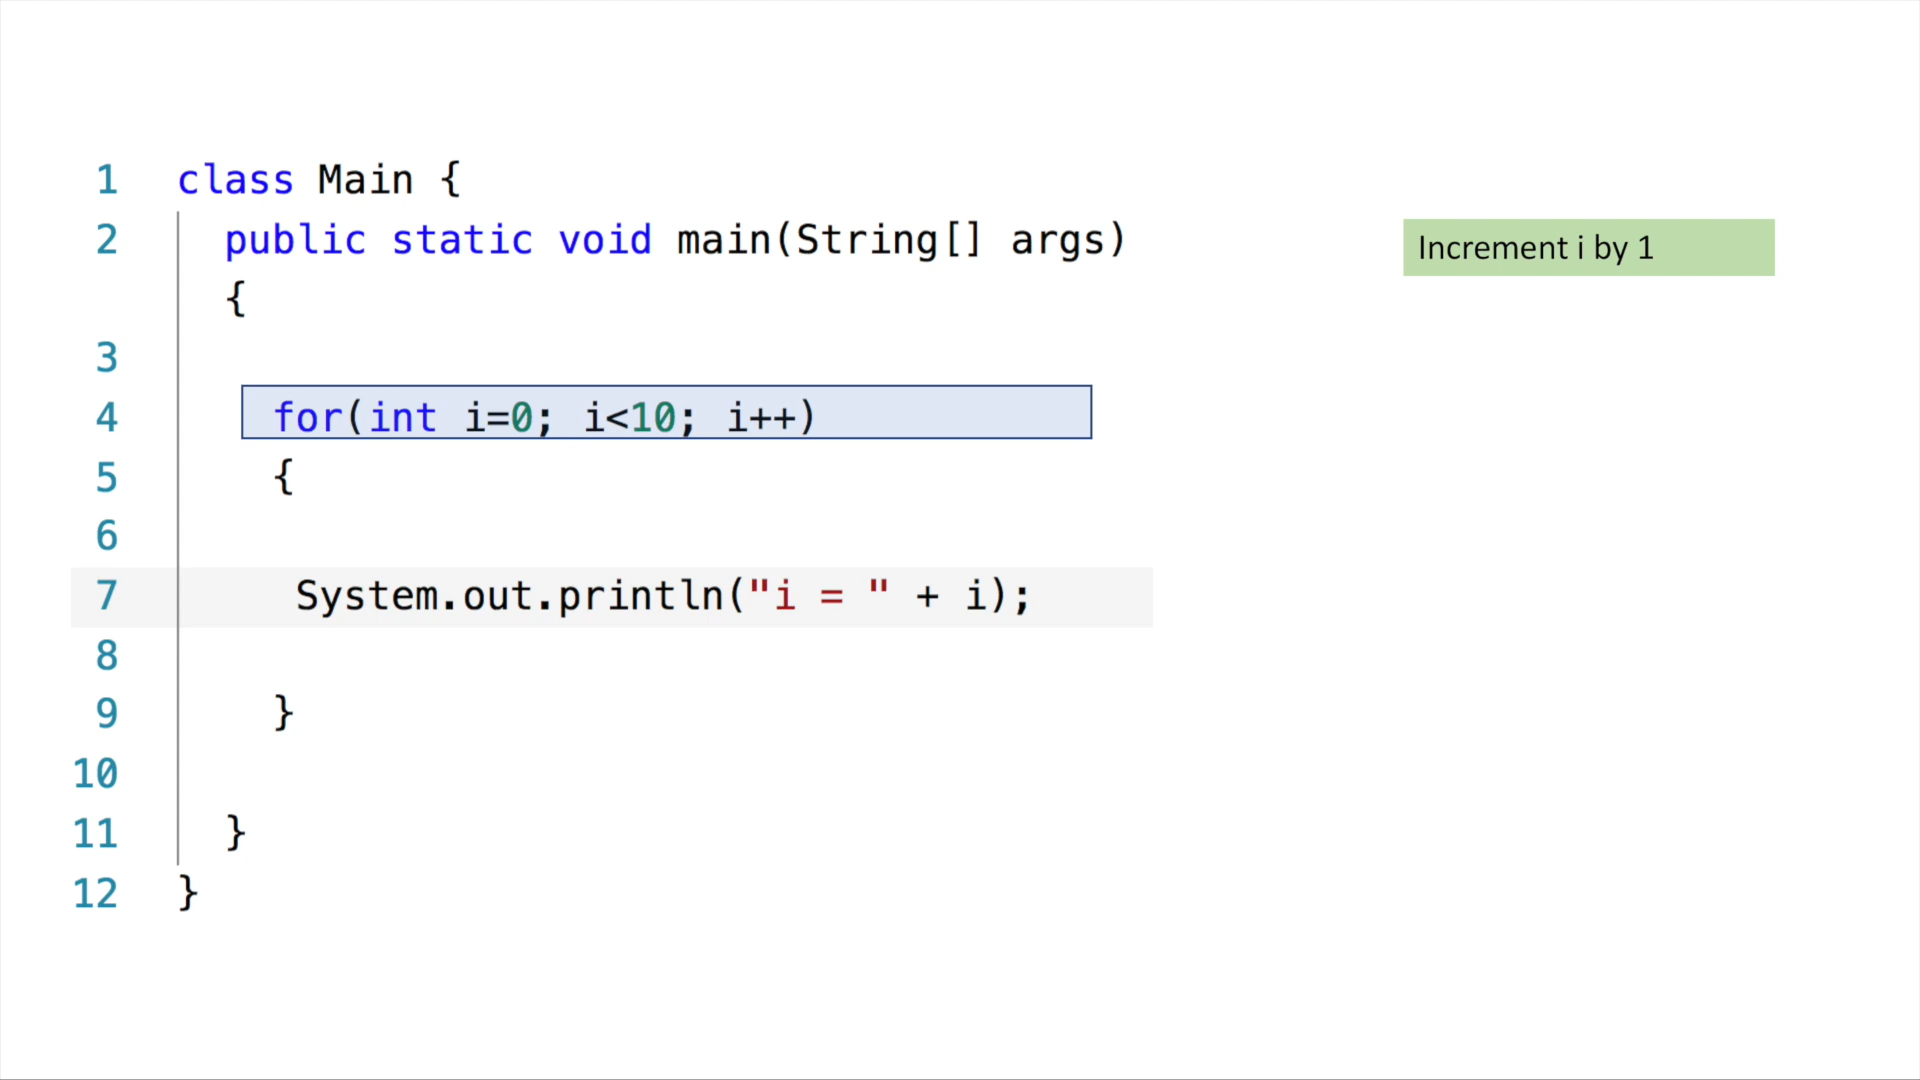 1 class Main {
2 public static void main(String[] args)
{
3
4 for(int i=0; i<10; i++)
5 {
6
7 System.out.println("i = " + i);
8
9 }
10
11 }
12 }
Increment i by 1